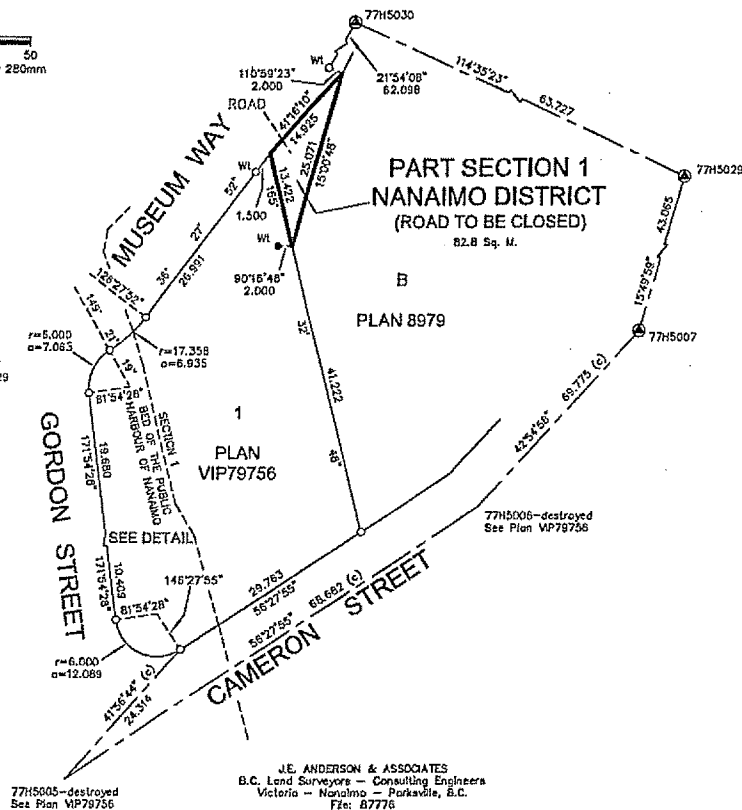 50
280mm
77H5030
Wt
110°59'23"
2.000
21°54'08"
62.098
114°35'23"
63.727
ROAD
41°16'10"
14.925
77H5029
MUSEUM WAY
Wt
52"
1.500
13.422
165°
25.071
15°00'48"
PART SECTION 1
NANAIMO DISTRICT
(ROAD TO BE CLOSED)
82.8 Sq. M.
43.065
15°49'59"
27'
36°
26.991
Wt
90°16'48"
2.000
B
PLAN 8979
126°27'52"
77H5007
149°
21'
19"
r=5.000
a=7.063
r=17.358
a=6.935
32'
41.222
48"
69.775 (c)
42°54'58"
29
81°54'28"
1
PLAN
VIP79756
SECTION 1
BED OF THE PUBLIC
HARBOUR OF NANAIMO
GORDON STREET
19.680
171°54'28"
SEE DETAIL
77H5006-destroyed
See Plan VIP79756
10.469
171°54'28"
146°27'55"
81°54'28"
29.763
56°27'55"
68.682 (c)
56°27'55"
CAMERON STREET
r=6.000
a=12.089
41°56'44" (c)
24.314
77H5005-destroyed
See Plan VIP79756
J.E. ANDERSON & ASSOCIATES
B.C. Land Surveyors - Consulting Engineers
Victoria - Nanaimo - Parksville, B.C.
File: 87776